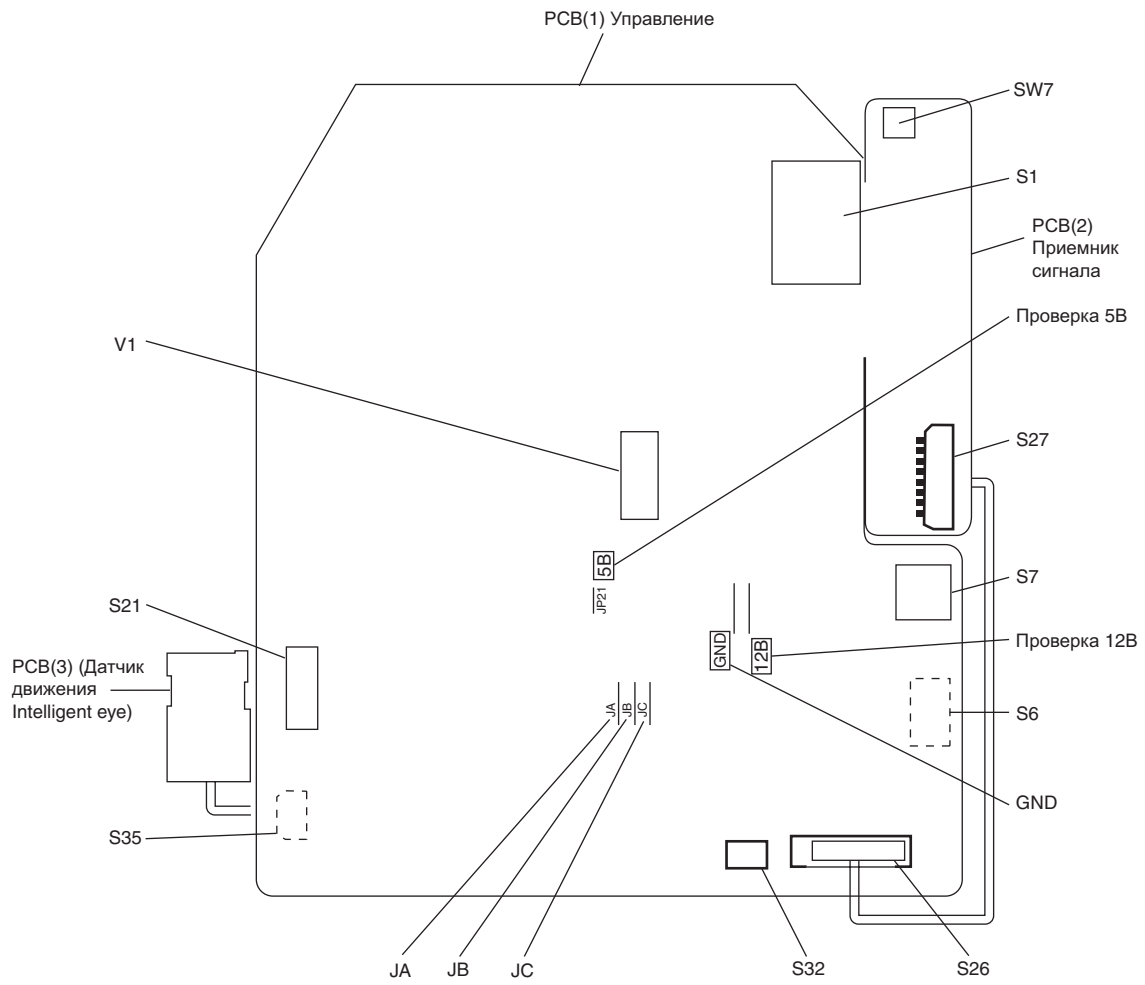 PCB(1) Управление
SW7
S1
PCB(2)
Приемник
сигнала
Проверка 5В
V1
S27
5В
JP21
S7
S21
GND
12В
Проверка 12В
PCB(3) (Датчик
движения
Intelligent eye)
JA
JB
JC
S6
GND
S35
JA
JB
JC
S32
S26